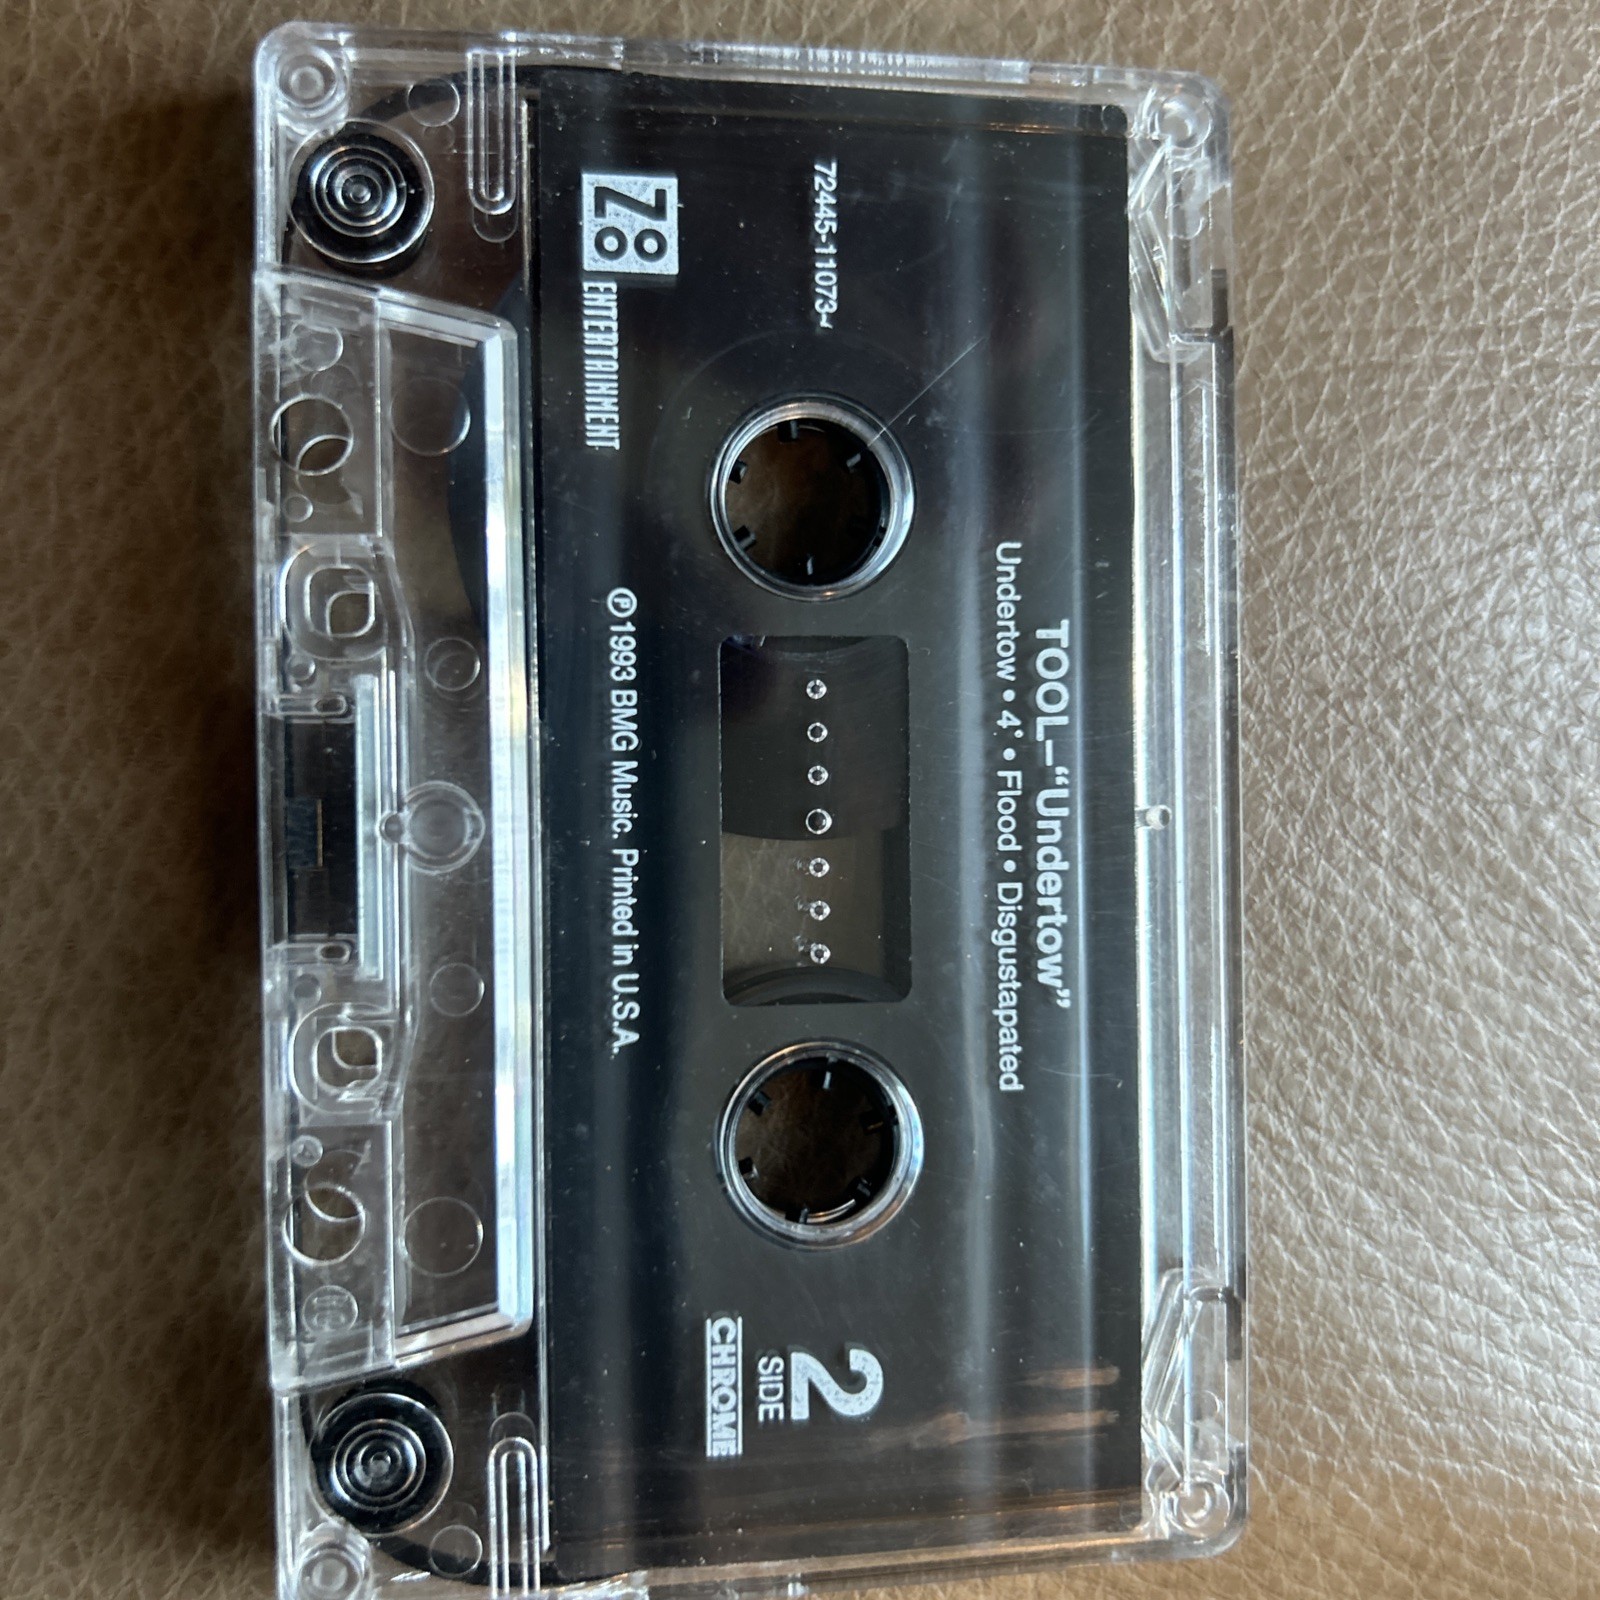 TOOL–“Undertow”
Undertow • 4° • Flood • Disgustapated
72445-11073-4
2
SIDE
CHROME
ZOO
ENTERTAINMENT
℗1993 BMG Music. Printed in U.S.A.